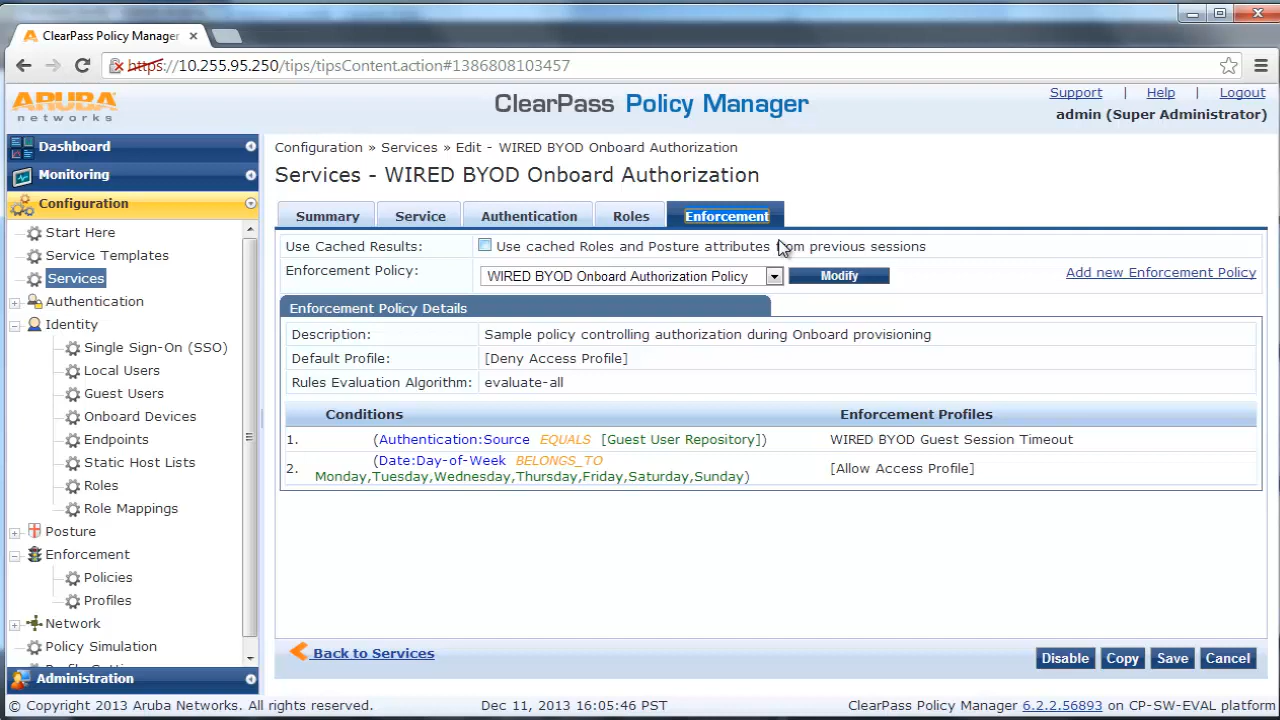 ClearPass Policy Manager
https://10.255.95.250/tips/tipsContent.action#1386808103457
ARUBA
networks
ClearPass Policy Manager
Support | Help | Logout
admin (Super Administrator)
Dashboard
Monitoring
Configuration
Start Here
Service Templates
Services
Authentication
Identity
Single Sign-On (SSO)
Local Users
Guest Users
Onboard Devices
Endpoints
Static Host Lists
Roles
Role Mappings
Posture
Enforcement
Policies
Profiles
Network
Policy Simulation
Administration
Configuration » Services » Edit - WIRED BYOD Onboard Authorization
Services - WIRED BYOD Onboard Authorization
Summary Service Authentication Roles Enforcement
Use Cached Results: Use cached Roles and Posture attributes from previous sessions
Enforcement Policy: WIRED BYOD Onboard Authorization Policy Modify Add new Enforcement Policy
Enforcement Policy Details
Description: Sample policy controlling authorization during Onboard provisioning
Default Profile: [Deny Access Profile]
Rules Evaluation Algorithm: evaluate-all
Conditions Enforcement Profiles
1. (Authentication:Source EQUALS [Guest User Repository]) WIRED BYOD Guest Session Timeout
2. (Date:Day-of-Week BELONGS_TO
Monday,Tuesday,Wednesday,Thursday,Friday,Saturday,Sunday) [Allow Access Profile]
Back to Services
Disable Copy Save Cancel
© Copyright 2013 Aruba Networks. All rights reserved. Dec 11, 2013 16:05:46 PST ClearPass Policy Manager 6.2.2.56893 on CP-SW-EVAL platform